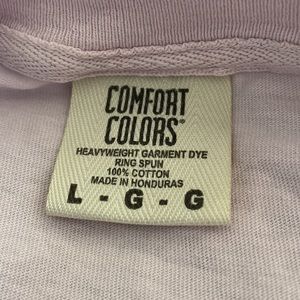 COMFORT
COLORS®
HEAVYWEIGHT GARMENT DYE
RING SPUN
100% COTTON
MADE IN HONDURAS
L - G - G